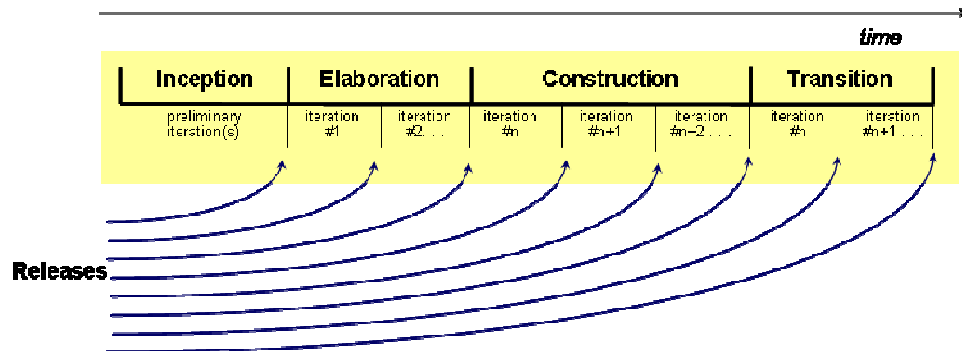 time
Inception Elaboration Construction Transition
preliminary iteration iteration iteration iteration iteration iteration iteration
iteration(s) #1 #2... #n #n+1 #n+2... #n #n+1...
Releases